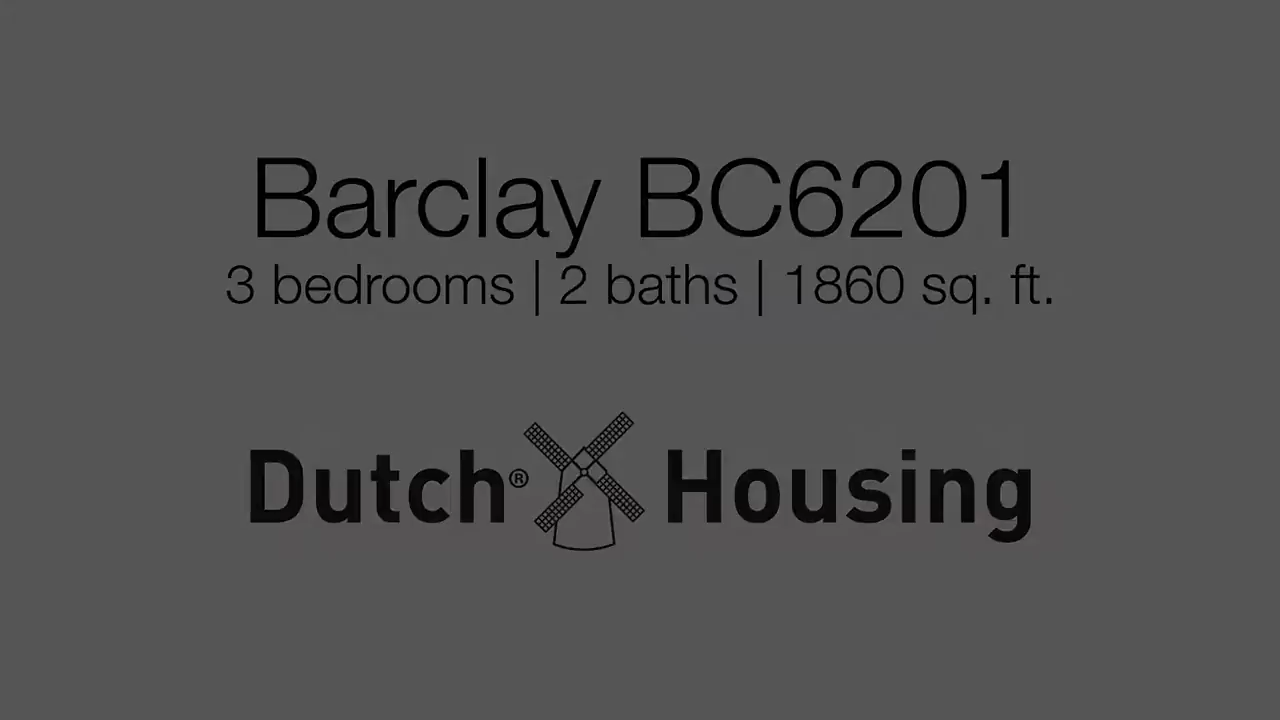 Barclay BC6201
3 bedrooms | 2 baths | 1860 sq. ft.
Dutch® Housing